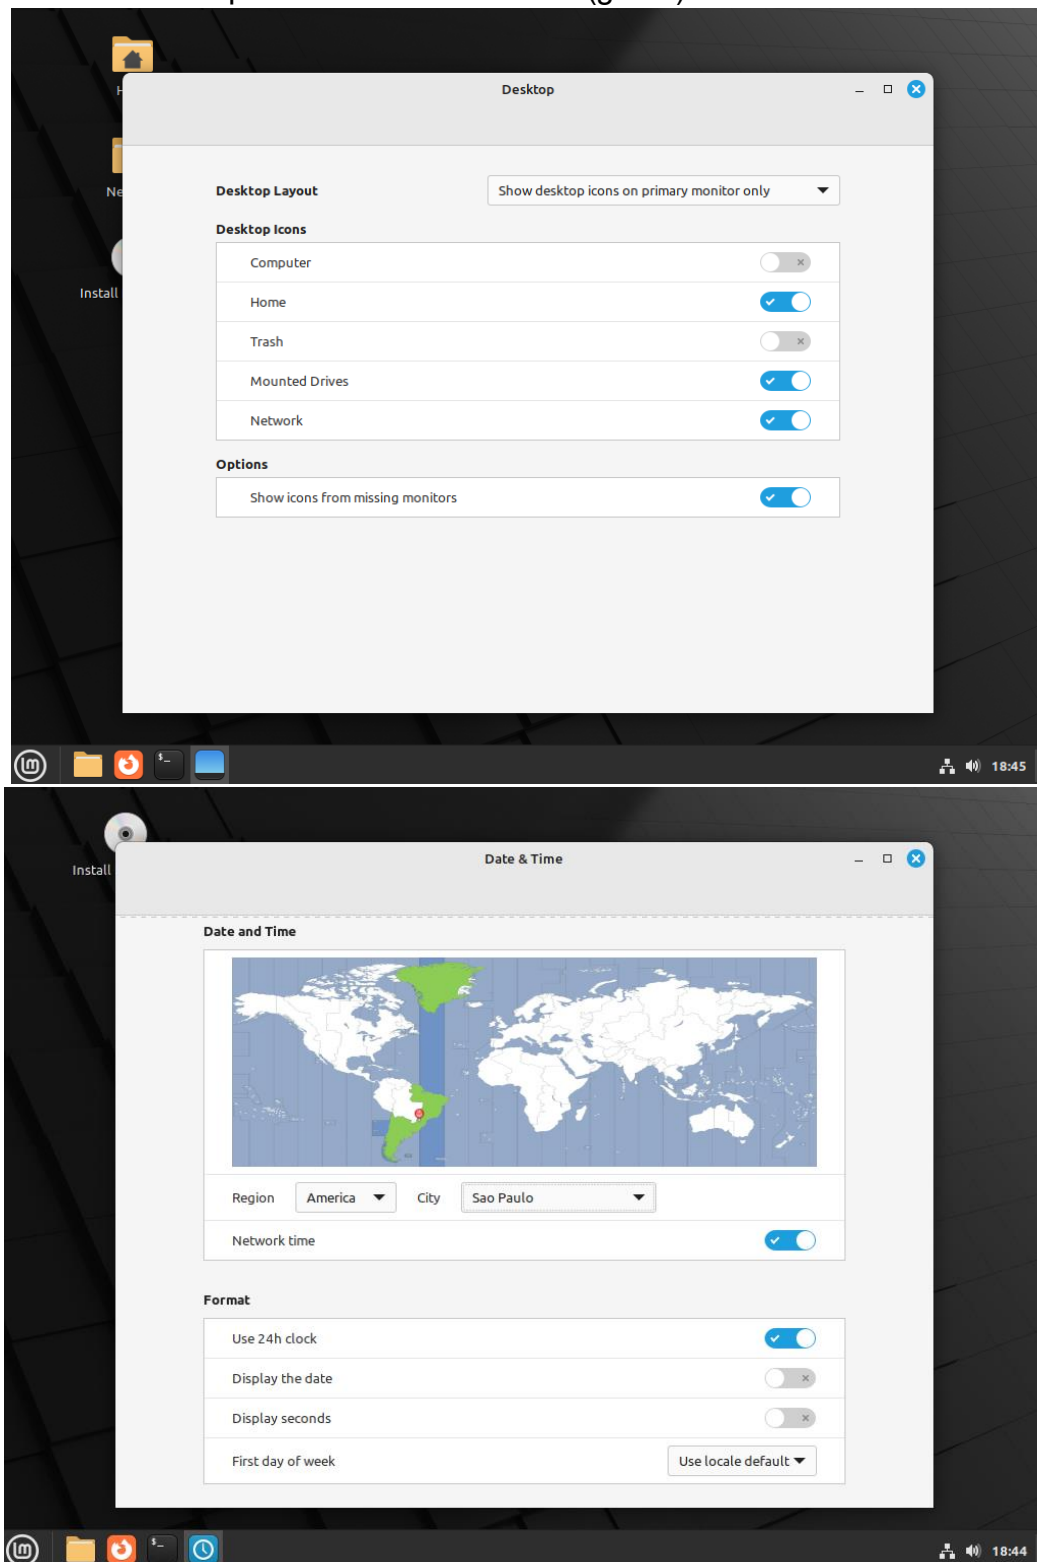 Desktop
Desktop Layout
Show desktop icons on primary monitor only
Desktop Icons
Computer
Home
Trash
Mounted Drives
Network
Options
Show icons from missing monitors
Install
18:45
Date & Time
Install
Date and Time
Region
America
City
Sao Paulo
Network time
Format
Use 24h clock
Display the date
Display seconds
First day of week
Use locale default
18:44